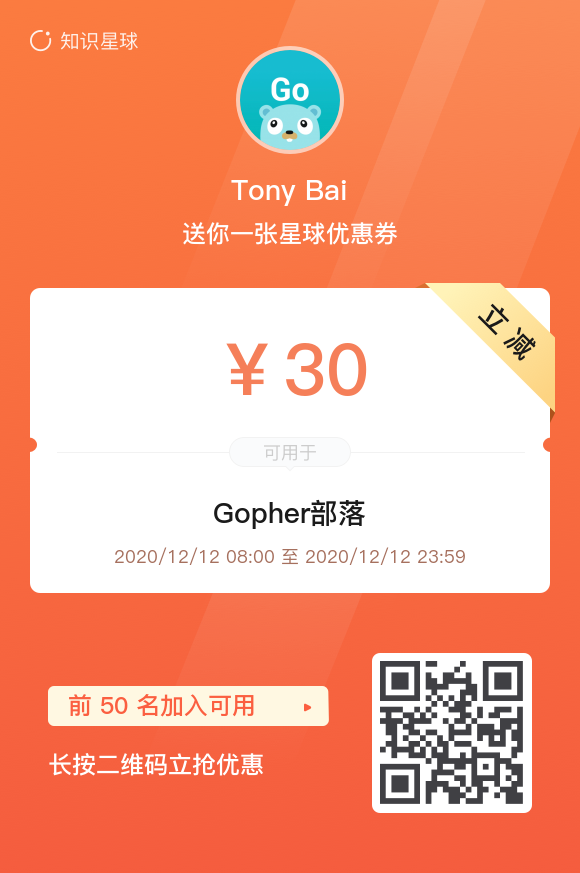 知识星球
Go
Tony Bai
送你一张星球优惠券
立减
￥30
可用于
Gopher部落
2020/12/12 08:00 至 2020/12/12 23:59
前 50 名加入可用
长按二维码立抢优惠